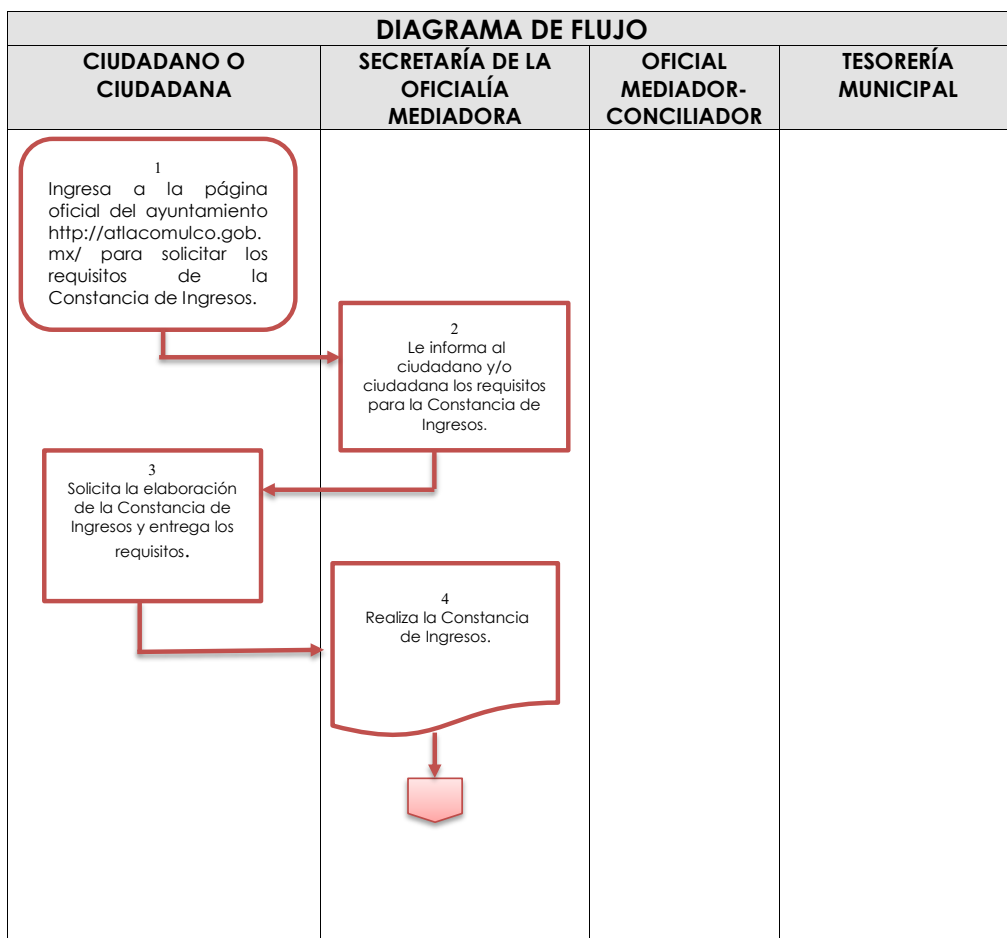 DIAGRAMA DE FLUJO
CIUDADANO O
CIUDADANA
SECRETARÍA DE LA
OFICIALÍA
MEDIADORA
OFICIAL
MEDIADOR-
CONCILIADOR
TESORERÍA
MUNICIPAL
1
Ingresa a la página
oficial del ayuntamiento
http://atlacomulco.gob.
mx/ para solicitar los
requisitos de la
Constancia de Ingresos.
2
Le informa al
ciudadano y/o
ciudadana los requisitos
para la Constancia de
Ingresos.
3
Solicita la elaboración
de la Constancia de
Ingresos y entrega los
requisitos.
4
Realiza la Constancia
de Ingresos.